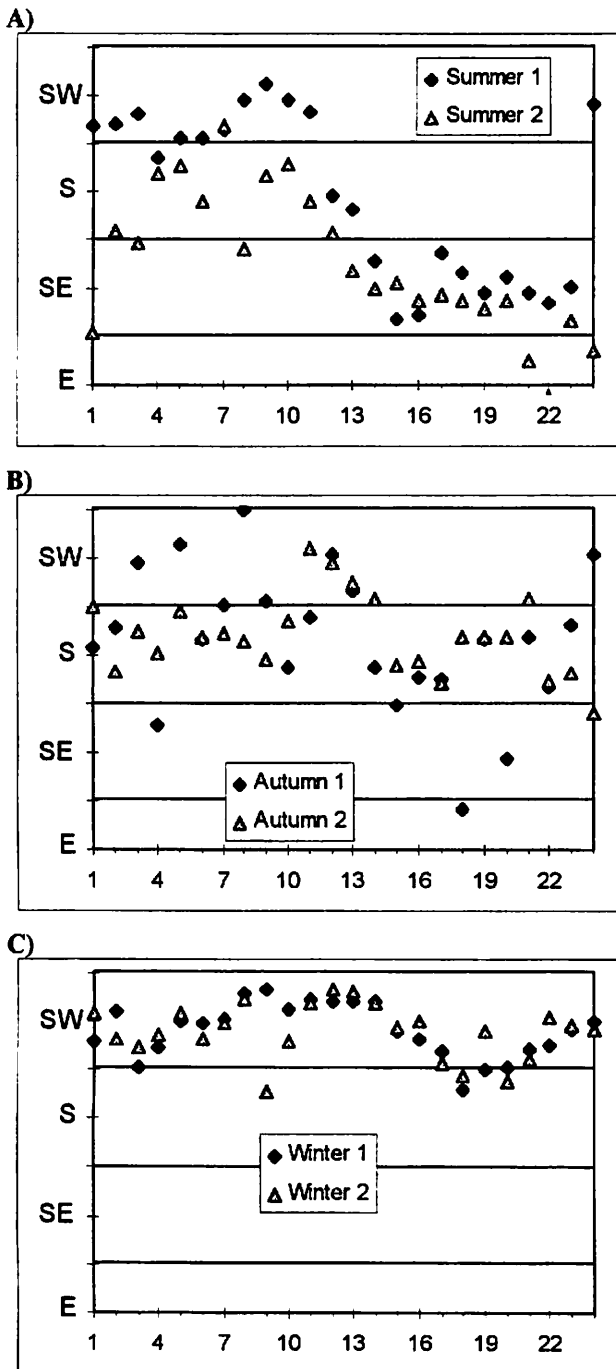 A)
SW
S
SE
E
Summer 1
Summer 2
1 4 7 10 13 16 19 22
B)
SW
S
SE
E
Autumn 1
Autumn 2
1 4 7 10 13 16 19 22
C)
SW
S
SE
E
Winter 1
Winter 2
1 4 7 10 13 16 19 22